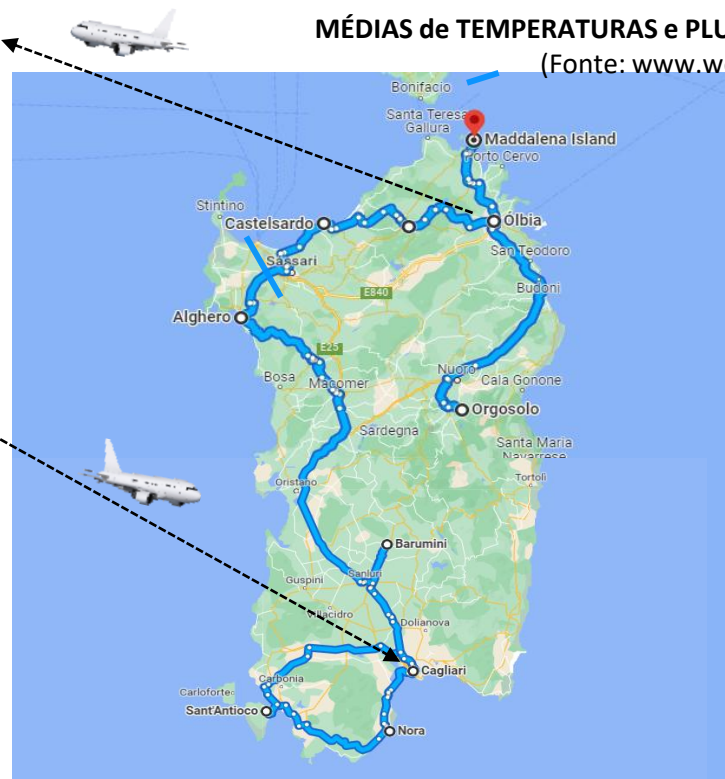 MÉDIAS de TEMPERATURAS e PLU
(Fonte: www.w
Bonifacio
Santa Teresa
Gallura
Maddalena Island
Porto Cervo
Stintino
Castelsardo
Olbia
Sassari
San Teodoro
E840
Budoni
Alghero
E25
Bosa
Macomer
Nuoro
Cala Gonone
Orgosolo
Sardegna
Santa Maria
Navarrese
Tortoli
Oristano
Barumini
Sanluri
Guspini
Villacidro
Dolianova
Cagliari
Carbonia
Carloforte
Sant'Antioco
Nora